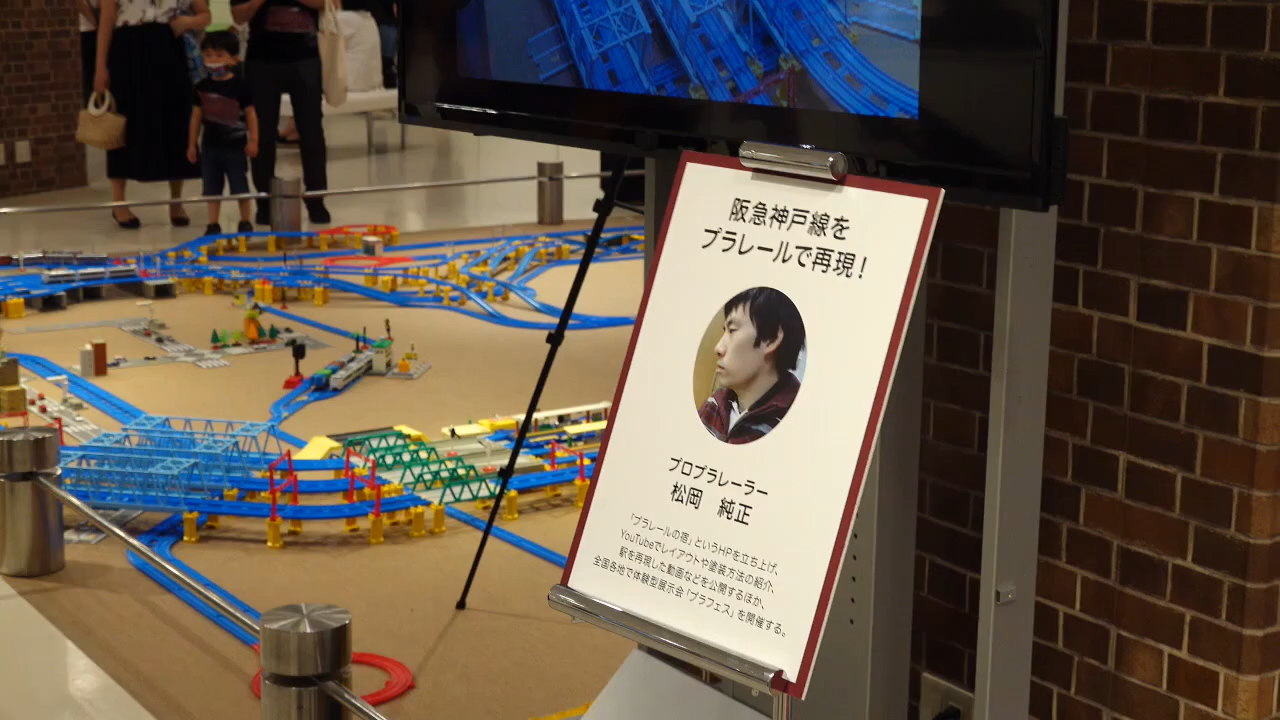 阪急神戸線を
プラレールで再現！
プロプラレーラー
松岡 純正
「プラレールの宿」というHPを立ち上げ、
YouTubeでレイアウトや塗装方法の紹介、
駅を再現した動画などを公開するほか、
全国各地で体験型展示会「プラフェス」を開催する。